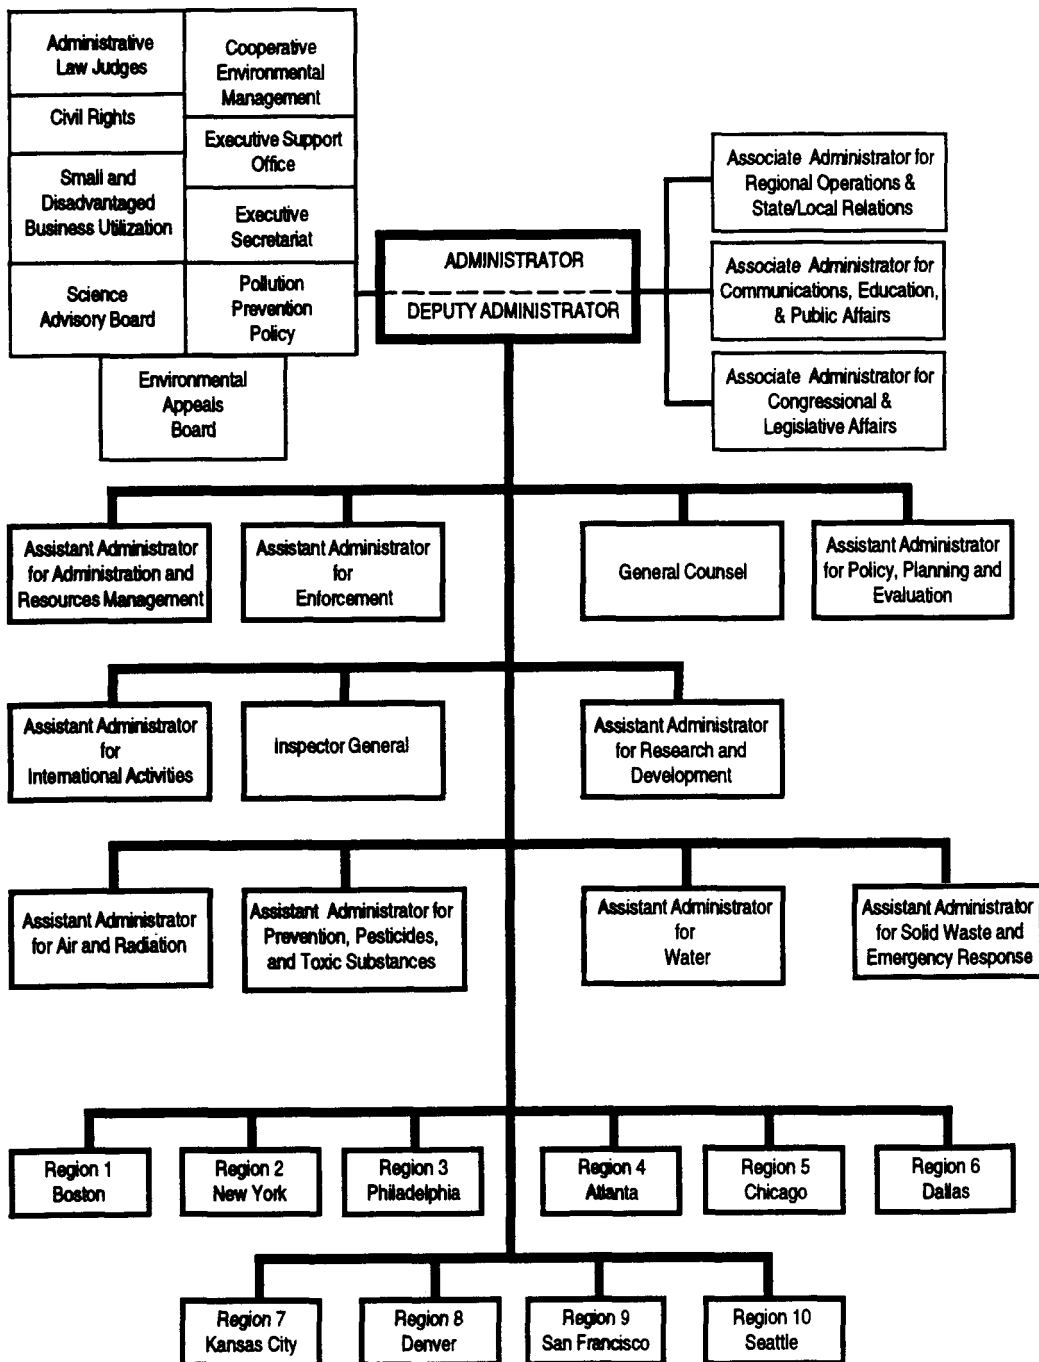 Administrative
Law Judges
Civil Rights
Small and
Disadvantaged
Business Utilization
Science
Advisory Board
Cooperative
Environmental
Management
Executive Support
Office
Executive
Secretariat
Pollution
Prevention
Policy
Environmental
Appeals
Board
ADMINISTRATOR
DEPUTY ADMINISTRATOR
Associate Administrator for
Regional Operations &
State/Local Relations
Associate Administrator for
Communications, Education,
& Public Affairs
Associate Administrator for
Congressional &
Legislative Affairs
Assistant Administrator
for Administration and
Resources Management
Assistant Administrator
for
Enforcement
General Counsel
Assistant Administrator
for Policy, Planning and
Evaluation
Assistant Administrator
for
International Activities
Inspector General
Assistant Administrator
for Research and
Development
Assistant Administrator
for Air and Radiation
Assistant Administrator for
Prevention, Pesticides,
and Toxic Substances
Assistant Administrator
for
Water
Assistant Administrator
for Solid Waste and
Emergency Response
Region 1
Boston
Region 2
New York
Region 3
Philadelphia
Region 4
Atlanta
Region 5
Chicago
Region 6
Dallas
Region 7
Kansas City
Region 8
Denver
Region 9
San Francisco
Region 10
Seattle